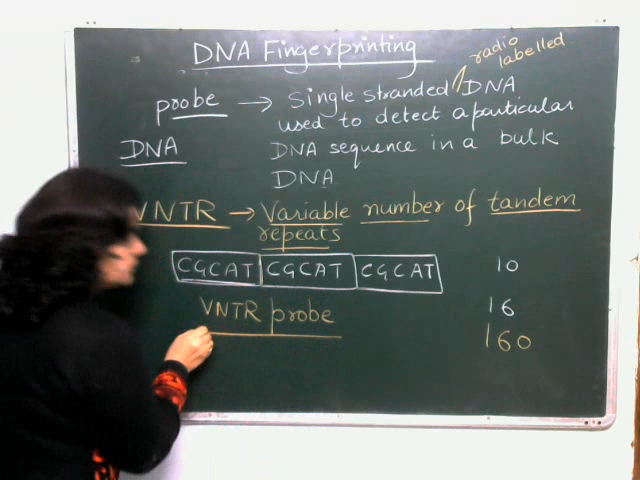 DNA Fingerprinting
radio
labelled
probe → Single stranded / DNA
used to detect a particular
DNA DNA sequence in a bulk
DNA
VNTR → Variable number of tandem
repeats
CGCAT CGCAT CGCAT 10
VNTR probe 16
160